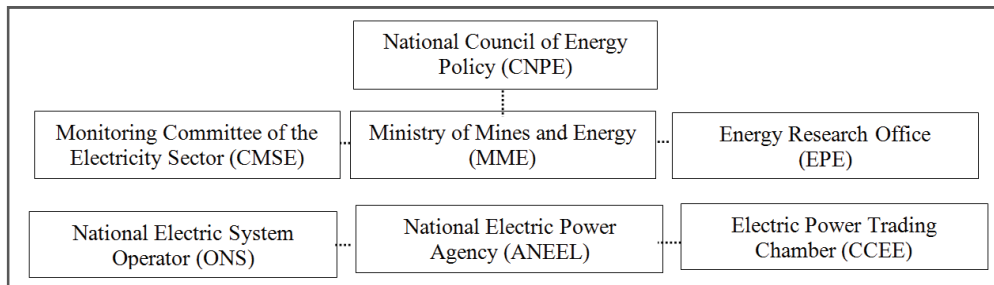 National Council of Energy
Policy (CNPE)
Monitoring Committee of the
Electricity Sector (CMSE)
Ministry of Mines and Energy
(MME)
Energy Research Office
(EPE)
National Electric System
Operator (ONS)
National Electric Power
Agency (ANEEL)
Electric Power Trading
Chamber (CCEE)